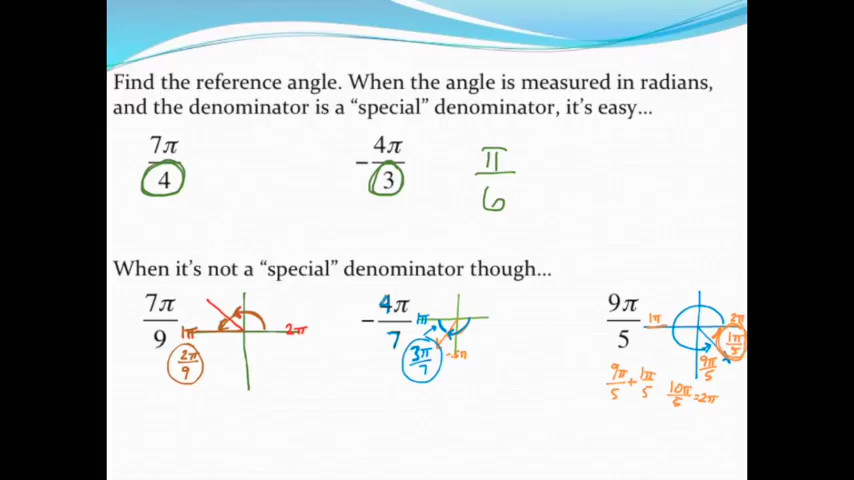 Find the reference angle. When the angle is measured in radians,
and the denominator is a “special” denominator, it’s easy...
7π/4 -4π/3 π/6
When it’s not a “special” denominator though...
7π/9 1π 2π -4π/7 1π 9π/5 1π 2π
2π/9 3π/7 -.5π 9π/5 1π/5
9π/5 + 1π/5 10π/5 = 2π